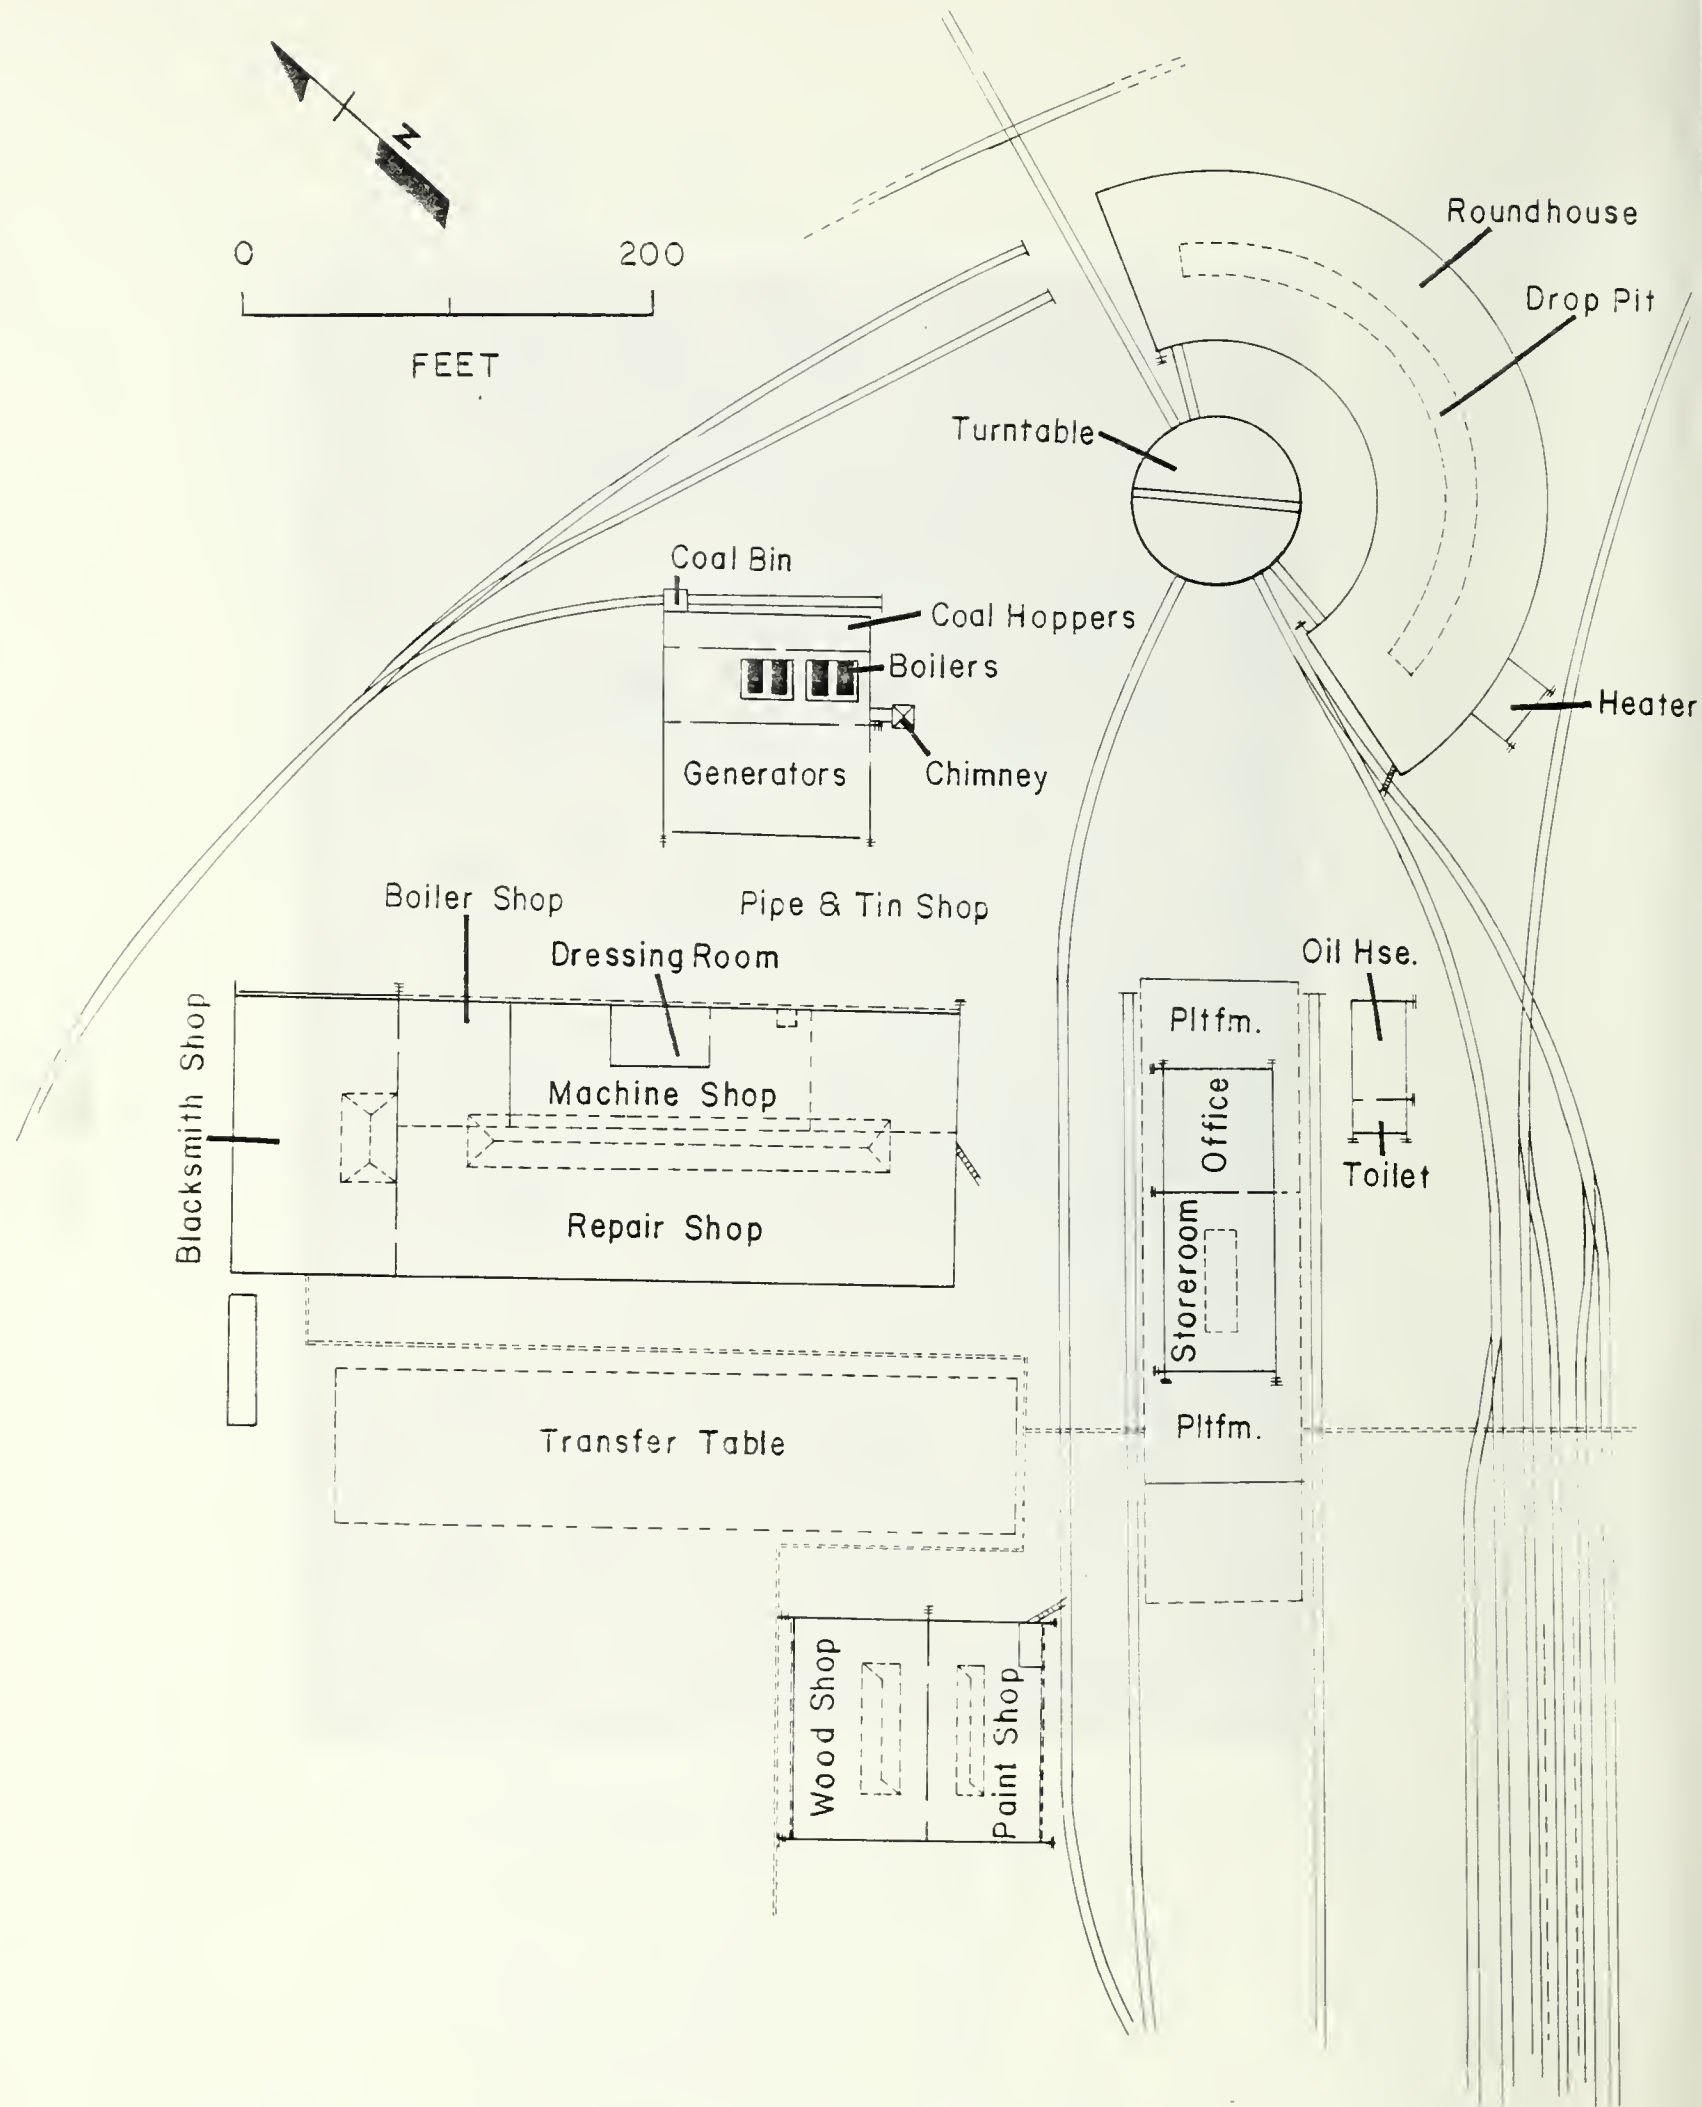 N
0 200
FEET
Roundhouse
Drop Pit
Turntable
Coal Bin
Coal Hoppers
Boilers
Heater
Generators
Chimney
Boiler Shop
Pipe & Tin Shop
Dressing Room
Oil Hse.
Pltfm.
Blacksmith Shop
Machine Shop
Office
Toilet
Repair Shop
Storeroom
Pltfm.
Transfer Table
Wood Shop
Paint Shop